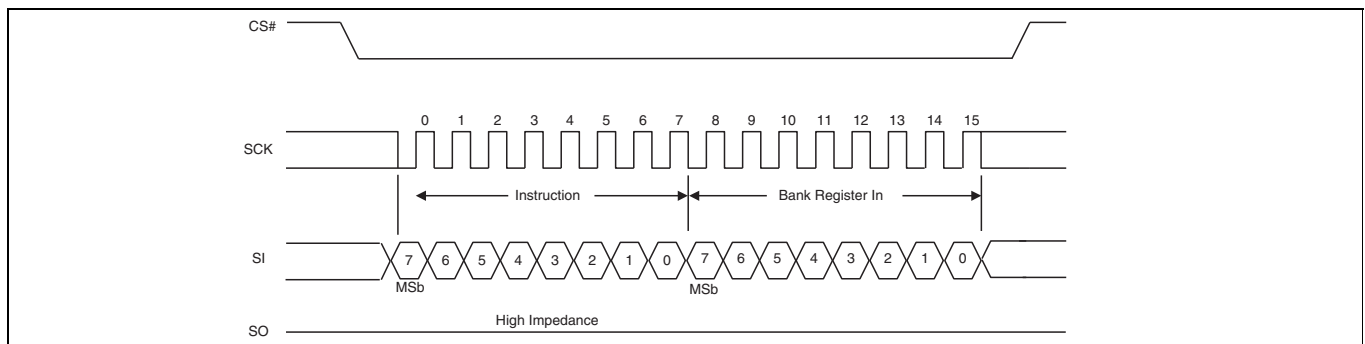 CS#
0 1 2 3 4 5 6 7 8 9 10 11 12 13 14 15
SCK
Instruction Bank Register In
SI 7 6 5 4 3 2 1 0 7 6 5 4 3 2 1 0
MSb MSb
High Impedance
SO